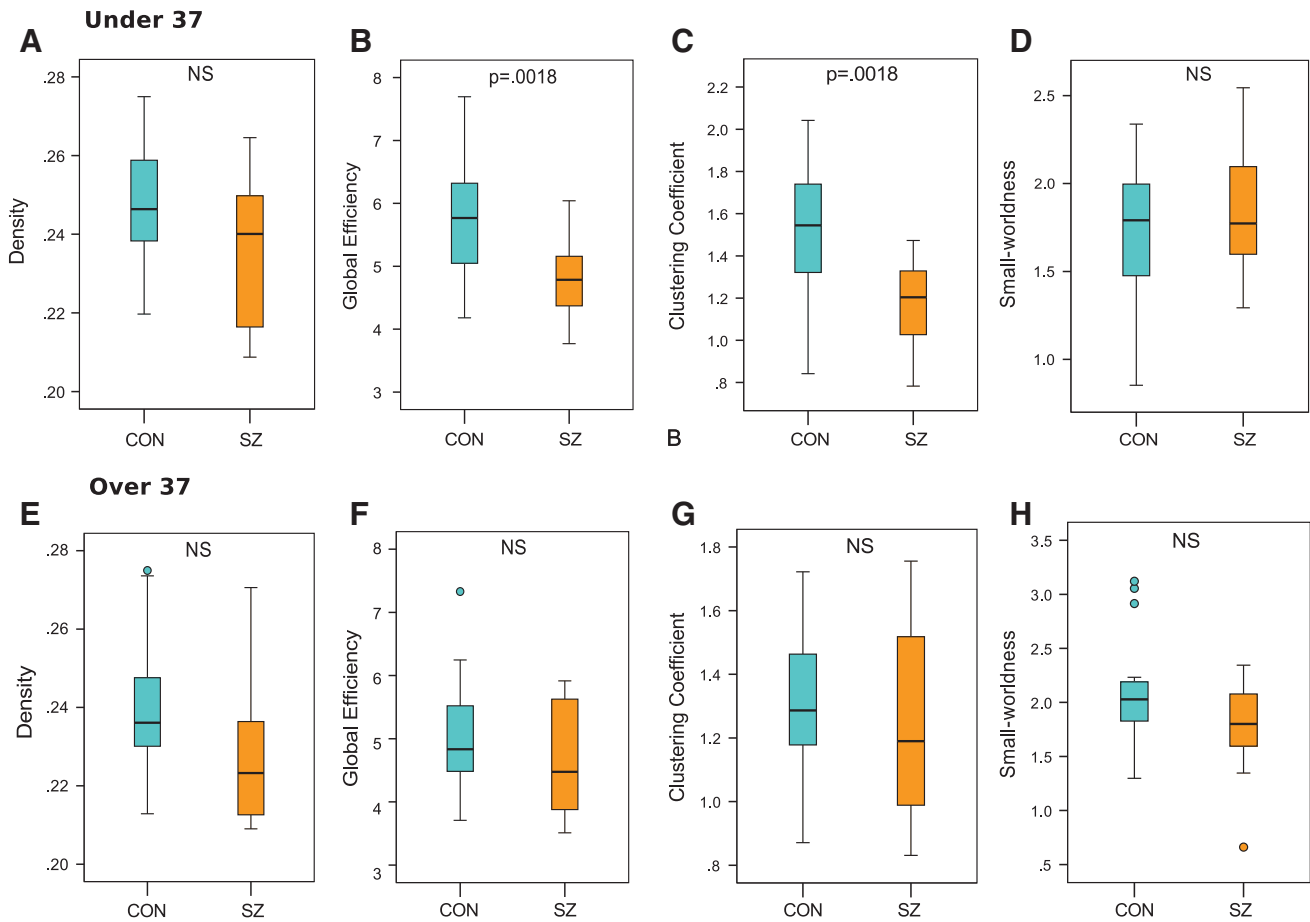 Under 37
A
NS
.28
.26
.24
.22
.20
Density
CON SZ
B
p=.0018
8
7
6
5
4
3
Global Efficiency
C
p=.0018
2.2
2.0
1.8
1.6
1.4
1.2
1.0
.8
Clustering Coefficient
CON SZ
D
NS
2.5
2.0
1.5
1.0
Small-worldness
CON SZ
CON SZ
B
Over 37
E
NS
.28
.26
.24
.22
.20
Density
CON SZ
F
NS
8
7
6
5
4
3
Global Efficiency
CON SZ
G
NS
1.8
1.6
1.4
1.2
1.0
.8
Clustering Coefficient
CON SZ
H
NS
3.5
3.0
2.5
2.0
1.5
1.0
.5
Small-worldness
CON SZ